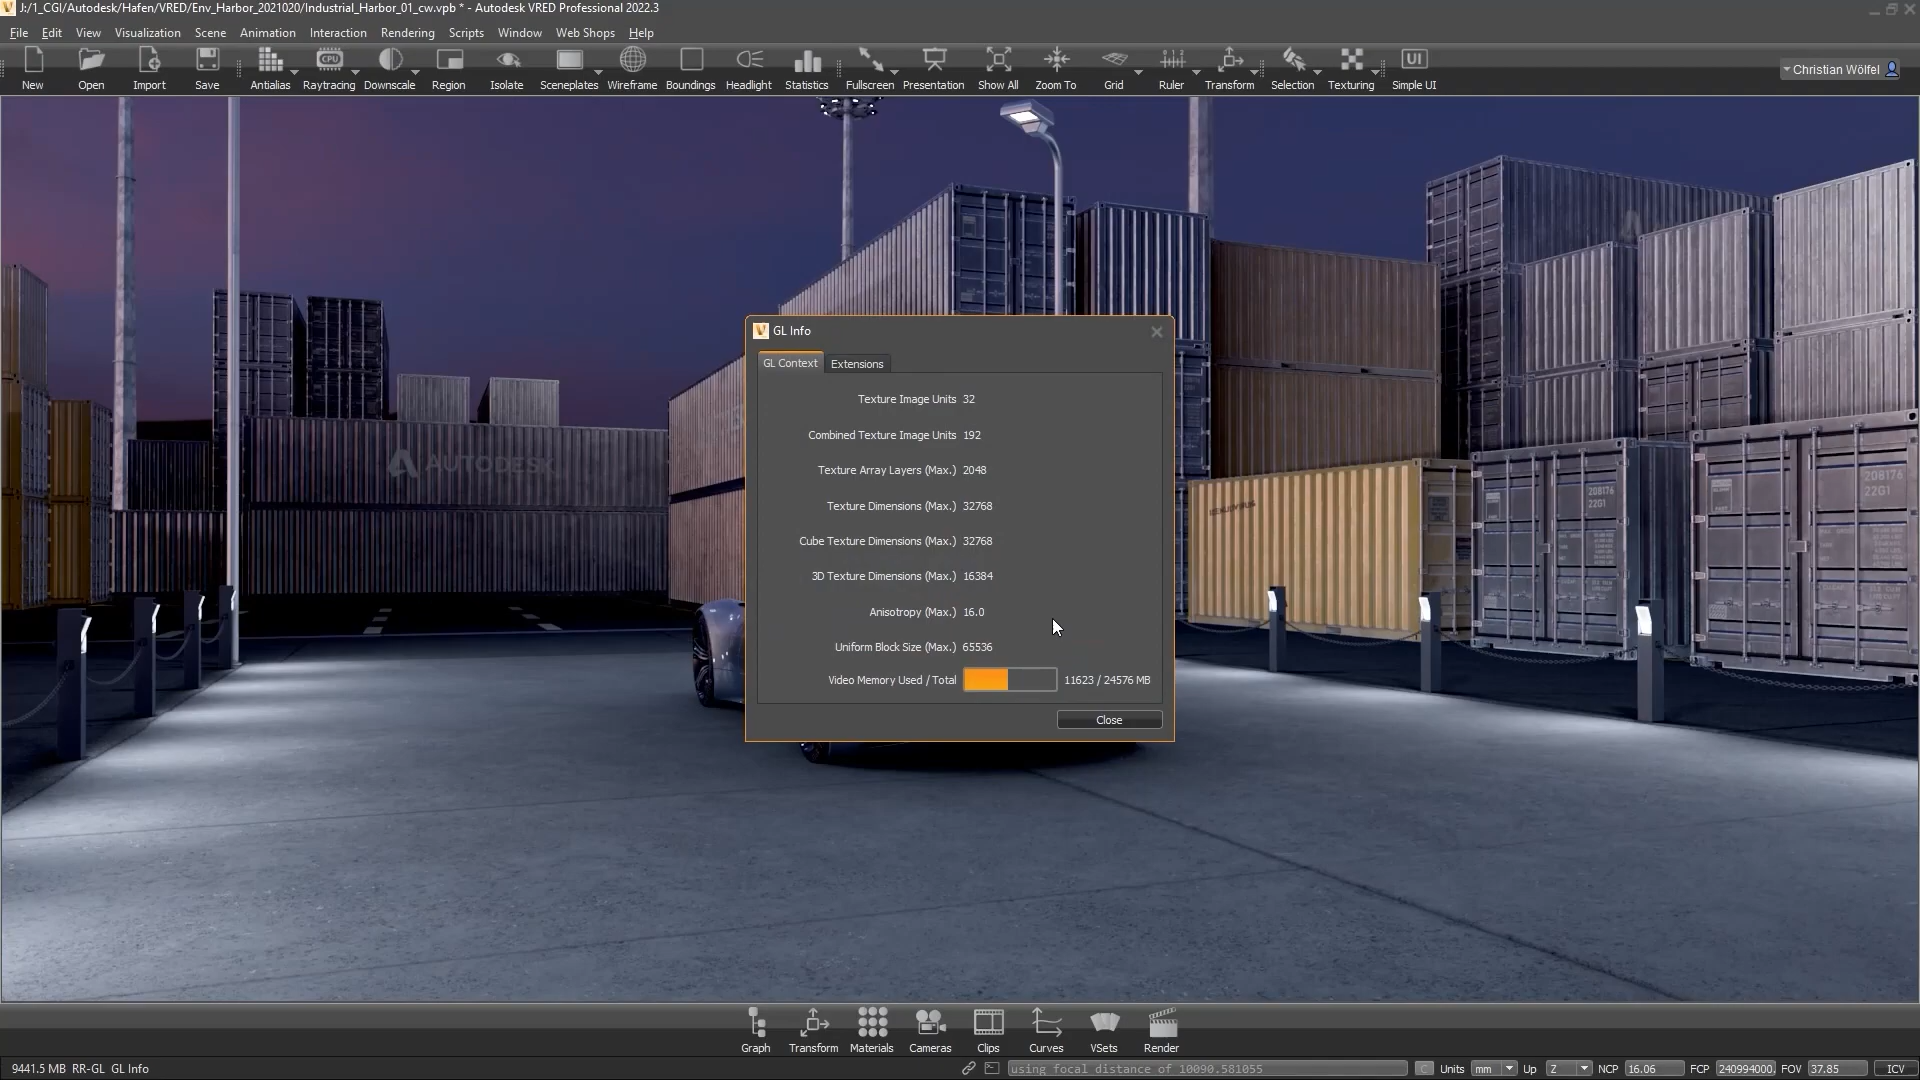 J:/1_CGI/Autodesk/Hafen/VRED/Env_Harbor_2021020/Industrial_Harbor_01_cw.vpb * - Autodesk VRED Professional 2022.3
File Edit View Visualization Scene Animation Interaction Rendering Scripts Window Web Shops Help
CPU UI
New Open Import Save Antialias Raytracing Downscale Region Isolate Sceneplates Wireframe Boundings Headlight Statistics Fullscreen Presentation Show All Zoom To Grid Ruler Transform Selection Texturing Simple UI
Christian Wölfel
GL Info
GL Context Extensions
Texture Image Units 32
Combined Texture Image Units 192
Texture Array Layers (Max.) 2048
Texture Dimensions (Max.) 32768
Cube Texture Dimensions (Max.) 32768
3D Texture Dimensions (Max.) 16384
Anisotropy (Max.) 16.0
Uniform Block Size (Max.) 65536
Video Memory Used / Total 11623 / 24576 MB
Close
AUTODESK
208176
22G1
208176
22G1
Graph Transform Materials Cameras Clips Curves VSets Render
9441.5 MB RR-GL GL Info
using focal distance of 10090.581055
C Units mm Up Z NCP 16.06 FCP 240994000. FOV 37.85 ICV